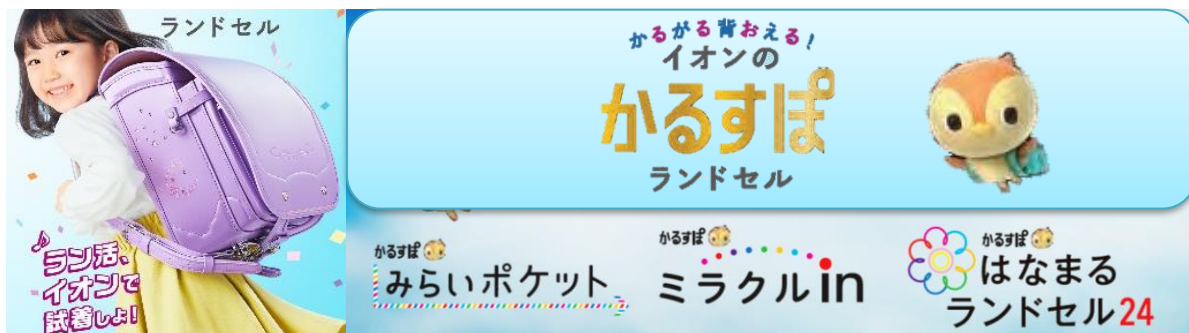 ランドセル
ラン活、
イオンで
試着しよ!
かるがる背おえる!
イオンの
かるすぽ
ランドセル
かるすぽ
みらいポケット
かるすぽ
ミラクルin
かるすぽ
はなまる
ランドセル24